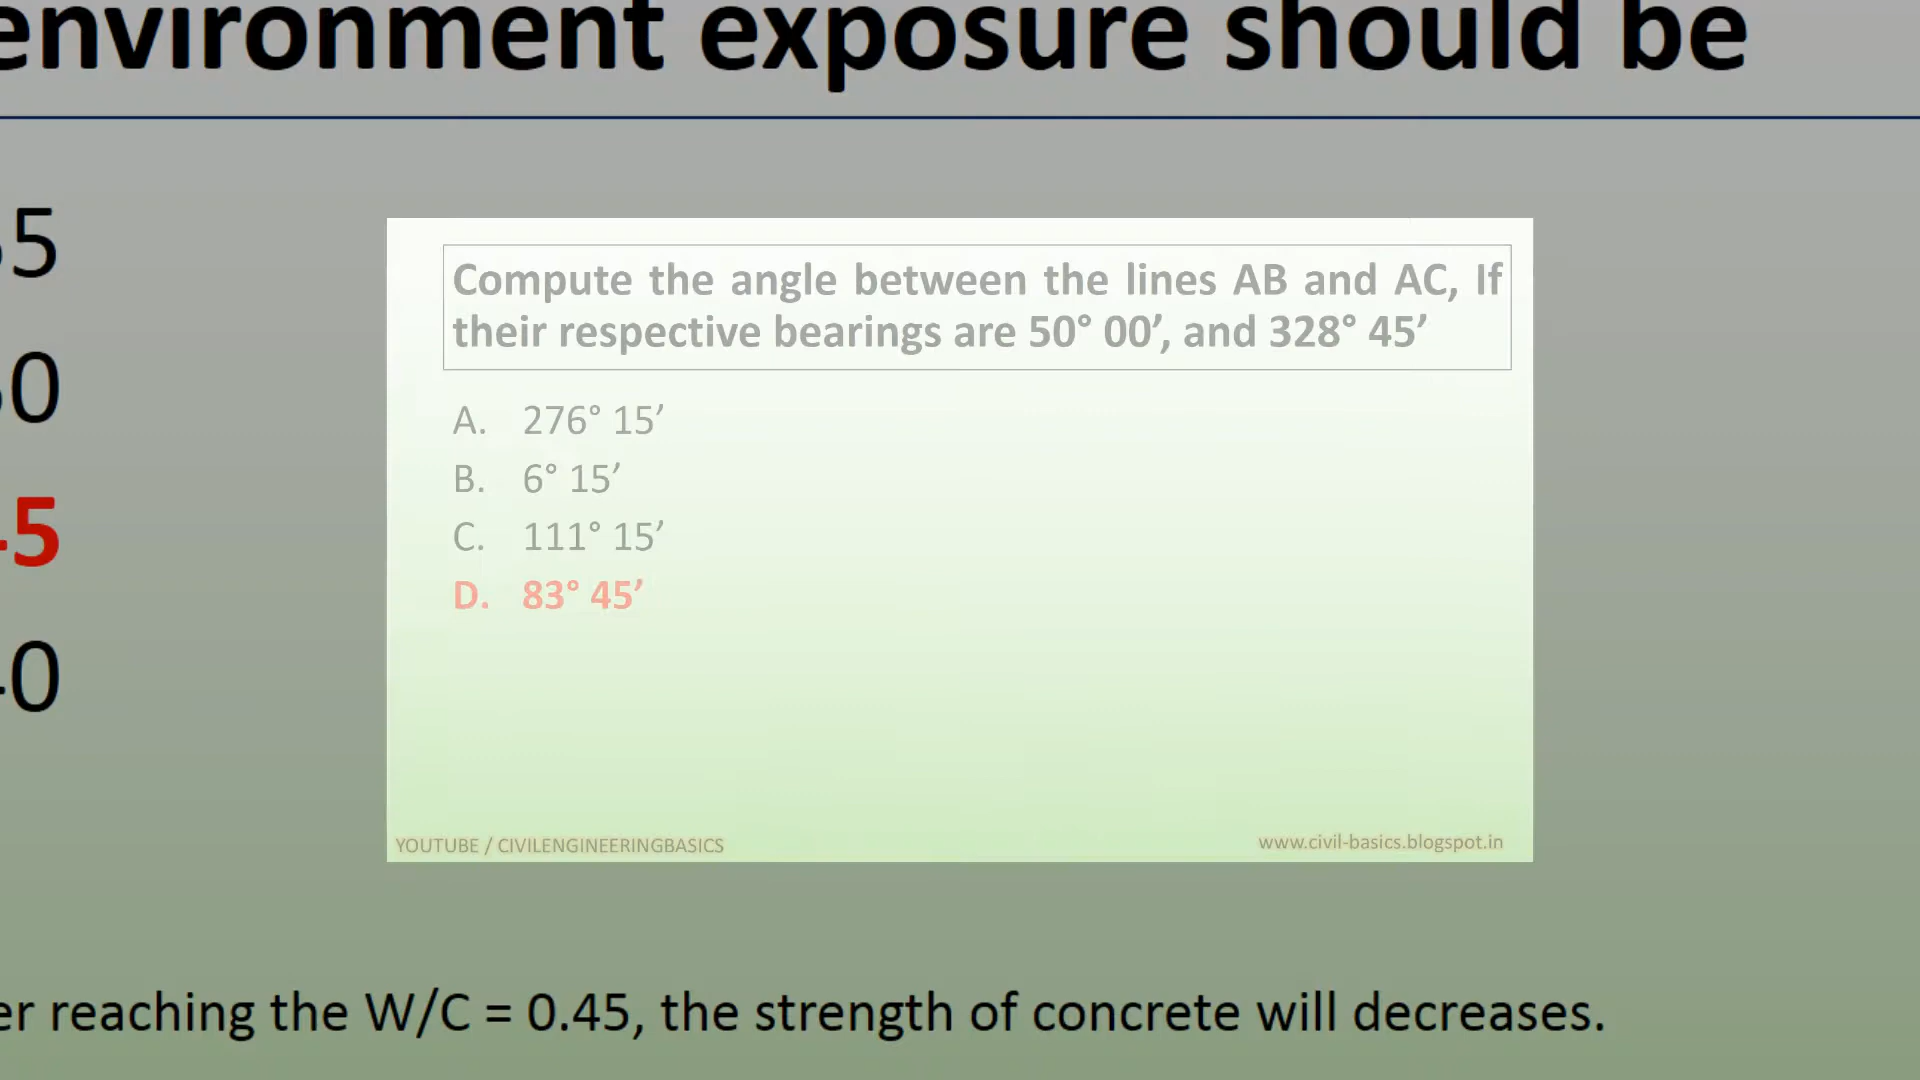 environment exposure should be
5
0
5
0
Compute the angle between the lines AB and AC, If
their respective bearings are 50° 00’, and 328° 45’
A. 276° 15’
B. 6° 15’
C. 111° 15’
D. 83° 45’
YOUTUBE / CIVILENGINEERINGBASICS
www.civil-basics.blogspot.in
er reaching the W/C = 0.45, the strength of concrete will decreases.